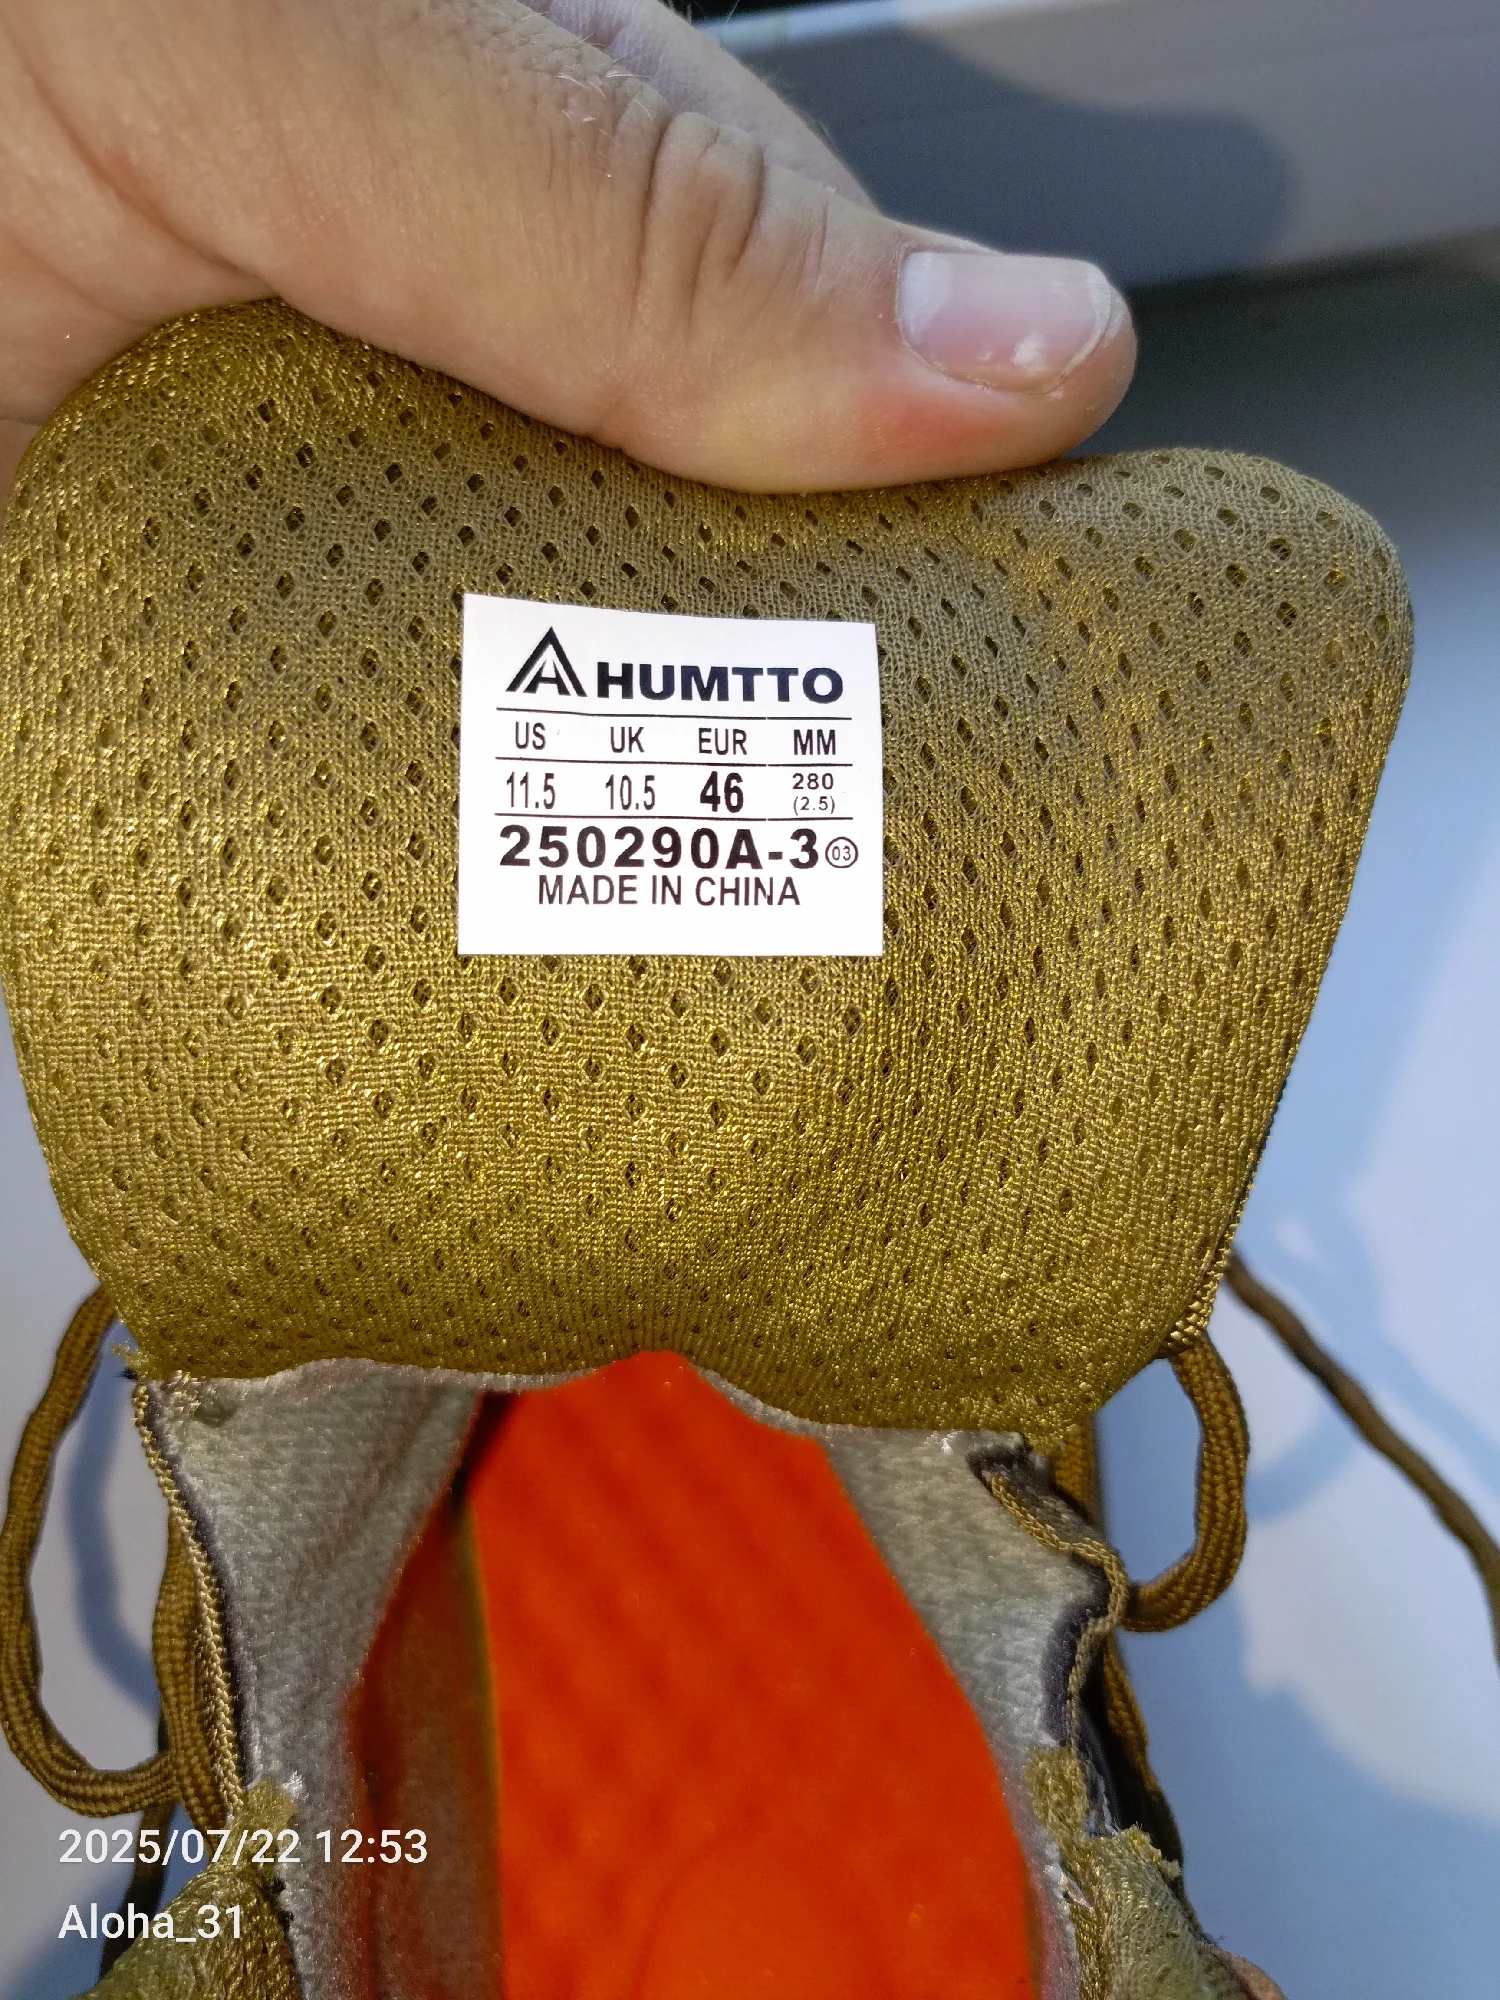 HUMTTO
US UK EUR MM
11.5 10.5 46 280
(2.5)
250290A-3 03
MADE IN CHINA
2025/07/22 12:53
Aloha_31